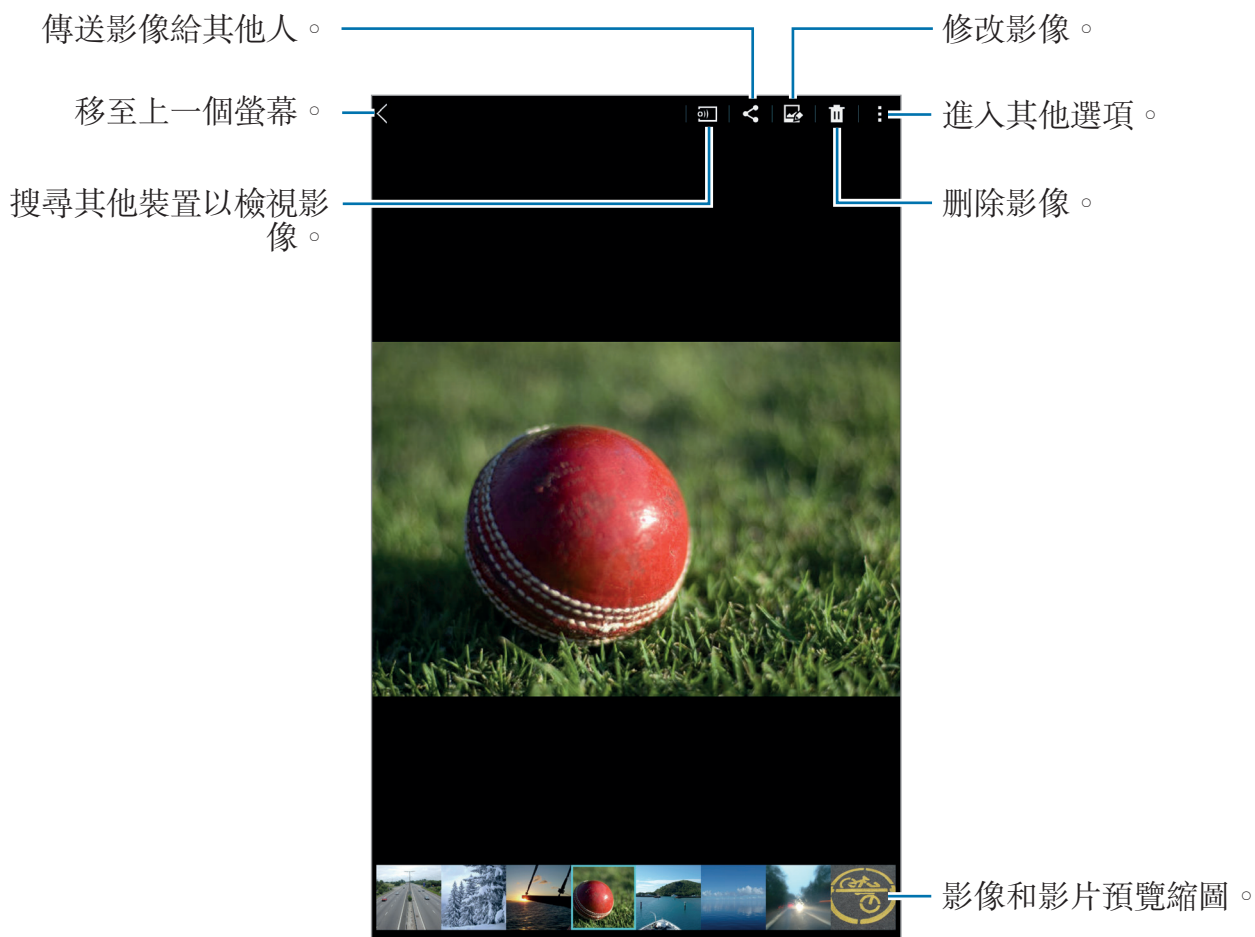 傳送影像給其他人。
修改影像。
移至上一個螢幕。
進入其他選項。
搜尋其他裝置以檢視影
像。
刪除影像。
影像和影片預覽縮圖。